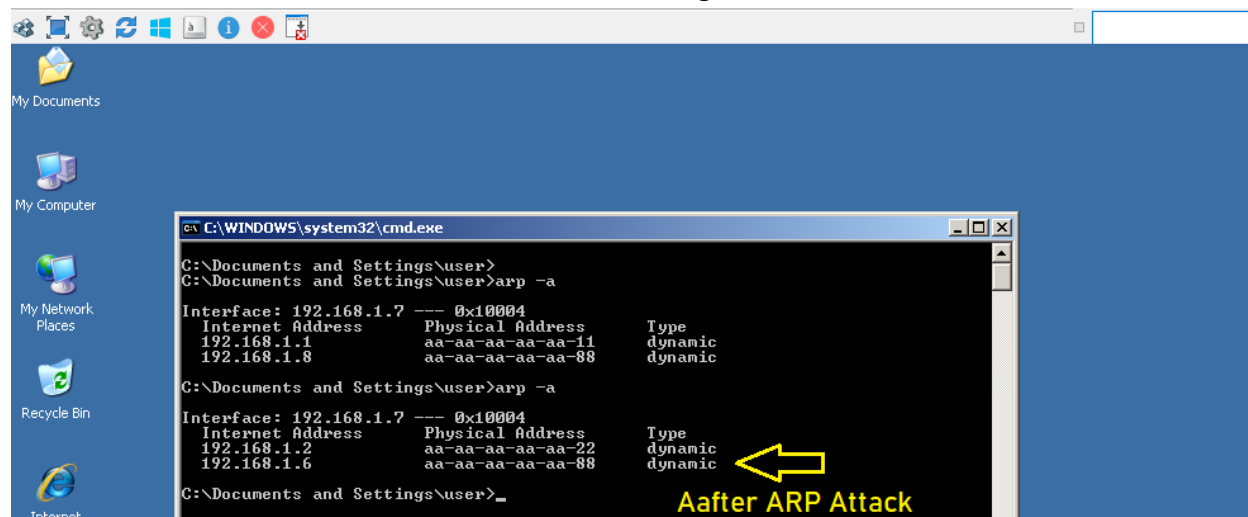 My Documents
My Computer
My Network
Places
Recycle Bin
Internet
C:\WINDOWS\system32\cmd.exe
C:\Documents and Settings\user>
C:\Documents and Settings\user>arp -a
Interface: 192.168.1.7 --- 0x10004
Internet Address Physical Address Type
192.168.1.1 aa-aa-aa-aa-aa-11 dynamic
192.168.1.8 aa-aa-aa-aa-aa-88 dynamic
C:\Documents and Settings\user>arp -a
Interface: 192.168.1.7 --- 0x10004
Internet Address Physical Address Type
192.168.1.2 aa-aa-aa-aa-aa-22 dynamic
192.168.1.6 aa-aa-aa-aa-aa-88 dynamic
C:\Documents and Settings\user>_
Aafter ARP Attack